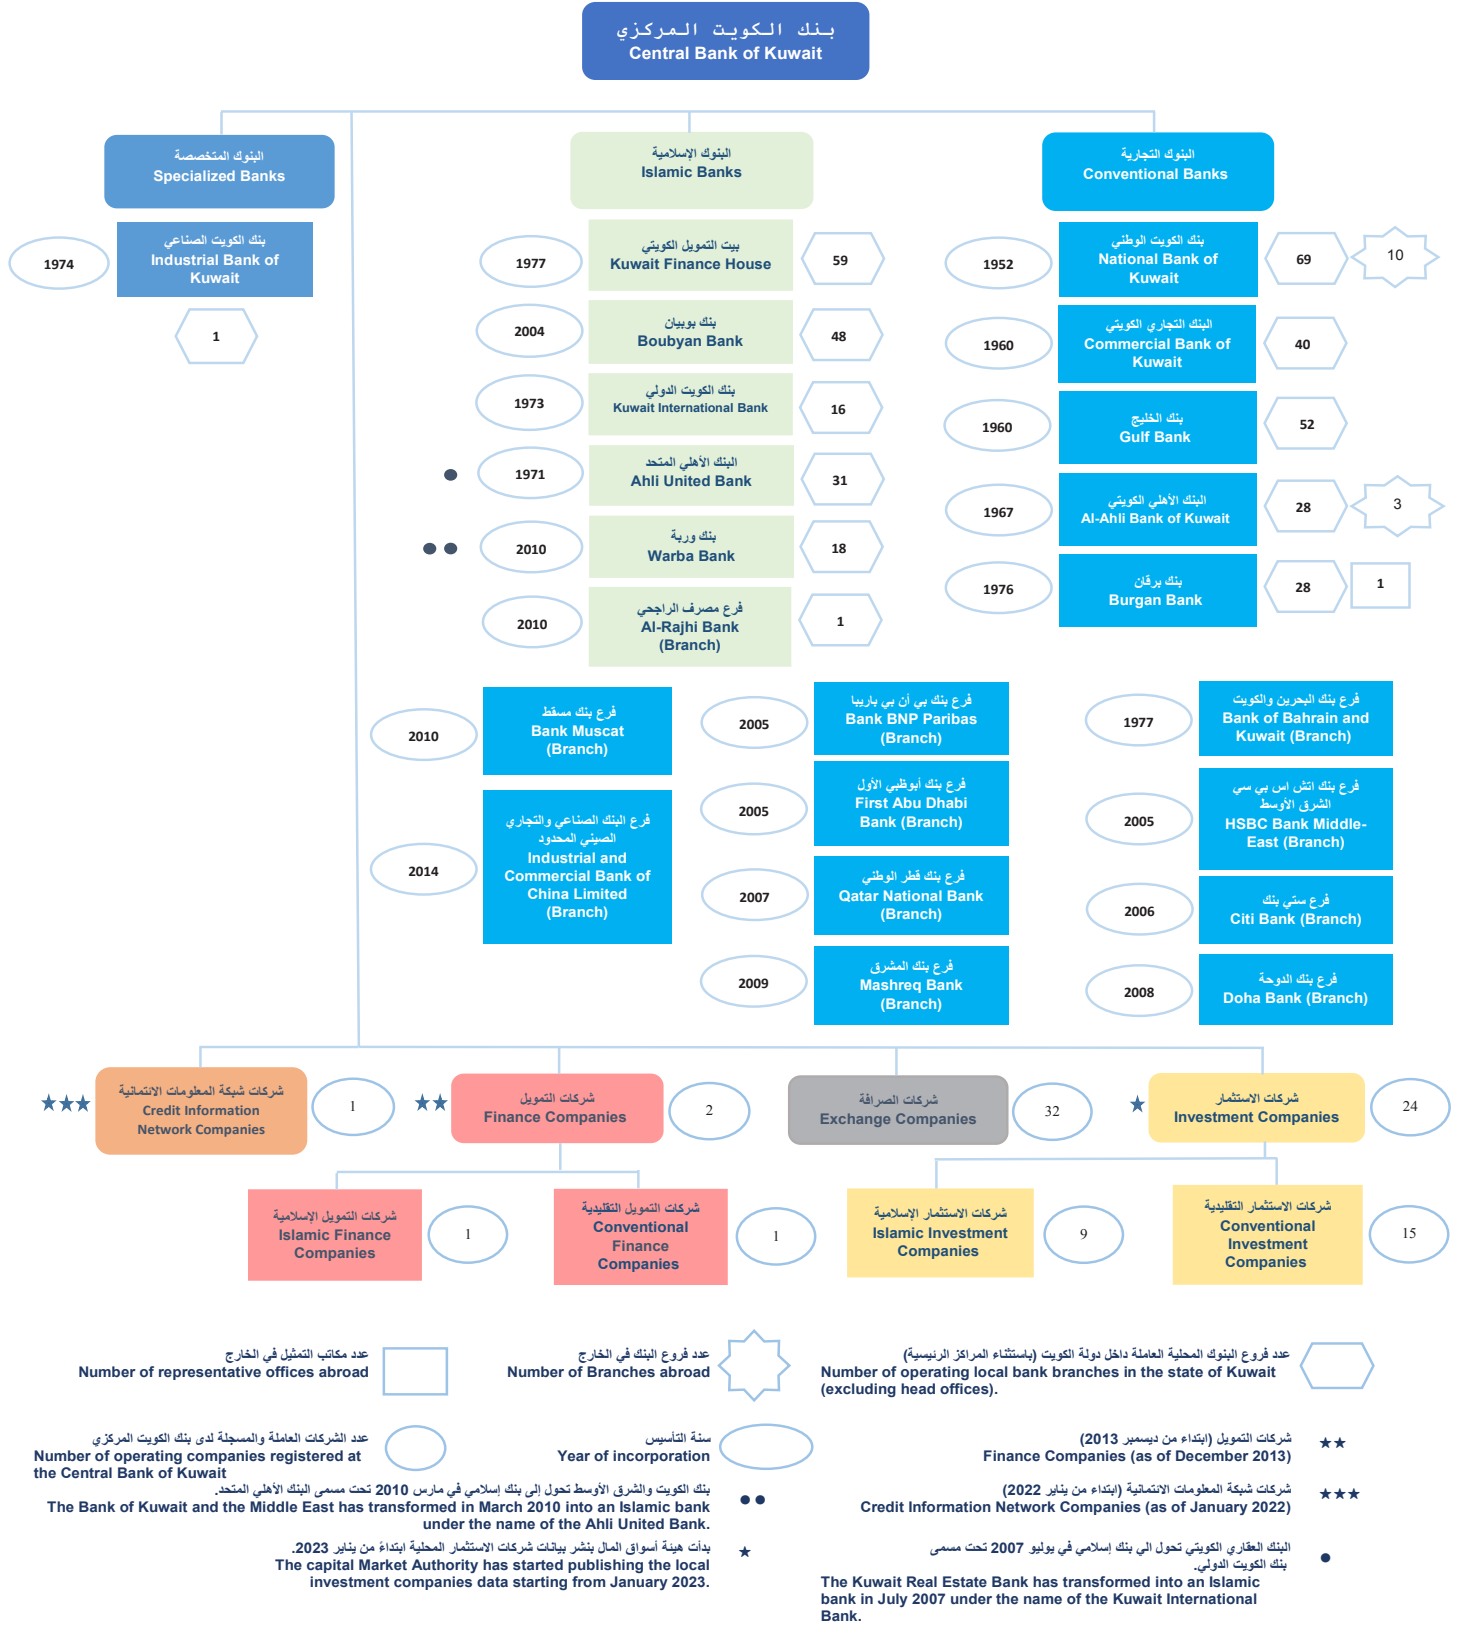 بنك الكويت المركزي
Central Bank of Kuwait
البنوك المتخصصة
Specialized Banks
البنوك الإسلامية
Islamic Banks
البنوك التجارية
Conventional Banks
1974
بنك الكويت الصناعي
Industrial Bank of
Kuwait
1
1977
بيت التمويل الكويتي
Kuwait Finance House
59
2004
بنك بوبيان
Boubyan Bank
48
1973
بنك الكويت الدولي
Kuwait International Bank
16
●
1971
البنك الأهلي المتحد
Ahli United Bank
31
●●
2010
بنك وربة
Warba Bank
18
2010
فرع مصرف الراجحي
Al-Rajhi Bank
(Branch)
1
1952
بنك الكويت الوطني
National Bank of
Kuwait
69
10
1960
البنك التجاري الكويتي
Commercial Bank of
Kuwait
40
1960
بنك الخليج
Gulf Bank
52
1967
البنك الأهلي الكويتي
Al-Ahli Bank of Kuwait
28
3
1976
بنك برقان
Burgan Bank
28
1
2010
فرع بنك مسقط
Bank Muscat
(Branch)
2014
فرع البنك الصناعي والتجاري
الصيني المحدود
Industrial and
Commercial Bank of
China Limited
(Branch)
2005
فرع بنك بي أن بي باريبا
Bank BNP Paribas
(Branch)
2005
فرع بنك أبوظبي الأول
First Abu Dhabi
Bank (Branch)
2007
فرع بنك قطر الوطني
Qatar National Bank
(Branch)
2009
فرع بنك المشرق
Mashreq Bank
(Branch)
1977
فرع بنك البحرين والكويت
Bank of Bahrain and
Kuwait (Branch)
2005
فرع بنك اتش اس بي سي
الشرق الأوسط
HSBC Bank Middle-
East (Branch)
2006
فرع ستي بنك
Citi Bank (Branch)
2008
فرع بنك الدوحة
Doha Bank (Branch)
★★★
شركات شبكة المعلومات الائتمانية
Credit Information
Network Companies
1
★★
شركات التمويل
Finance Companies
2
شركات الصرافة
Exchange Companies
32
★
شركات الاستثمار
Investment Companies
24
شركات التمويل الإسلامية
Islamic Finance
Companies
1
شركات التمويل التقليدية
Conventional
Finance
Companies
1
شركات الاستثمار الإسلامية
Islamic Investment
Companies
9
شركات الاستثمار التقليدية
Conventional
Investment
Companies
15
عدد مكاتب التمثيل في الخارج
Number of representative offices abroad
عدد فروع البنك في الخارج
Number of Branches abroad
عدد فروع البنوك المحلية العاملة داخل دولة الكويت (باستثناء المراكز الرئيسية)
Number of operating local bank branches in the state of Kuwait
(excluding head offices).
عدد الشركات العاملة والمسجلة لدى بنك الكويت المركزي
Number of operating companies registered at
the Central Bank of Kuwait
سنة التأسيس
Year of incorporation
شركات التمويل (ابتداء من ديسمبر 2013)
Finance Companies (as of December 2013)
★★
بنك الكويت والشرق الأوسط تحول إلى بنك إسلامي في مارس 2010 تحت مسمى البنك الأهلي المتحد.
The Bank of Kuwait and the Middle East has transformed in March 2010 into an Islamic bank
under the name of the Ahli United Bank.
●●
شركات شبكة المعلومات الائتمانية (ابتداء من يناير 2022)
Credit Information Network Companies (as of January 2022)
★★★
بدأت هيئة أسواق المال بنشر بيانات شركات الاستثمار المحلية ابتداءً من يناير 2023.
The capital Market Authority has started publishing the local
investment companies data starting from January 2023.
★
البنك العقاري الكويتي تحول الي بنك إسلامي في يوليو 2007 تحت مسمى
بنك الكويت الدولي.
The Kuwait Real Estate Bank has transformed into an Islamic
bank in July 2007 under the name of the Kuwait International
Bank.
●